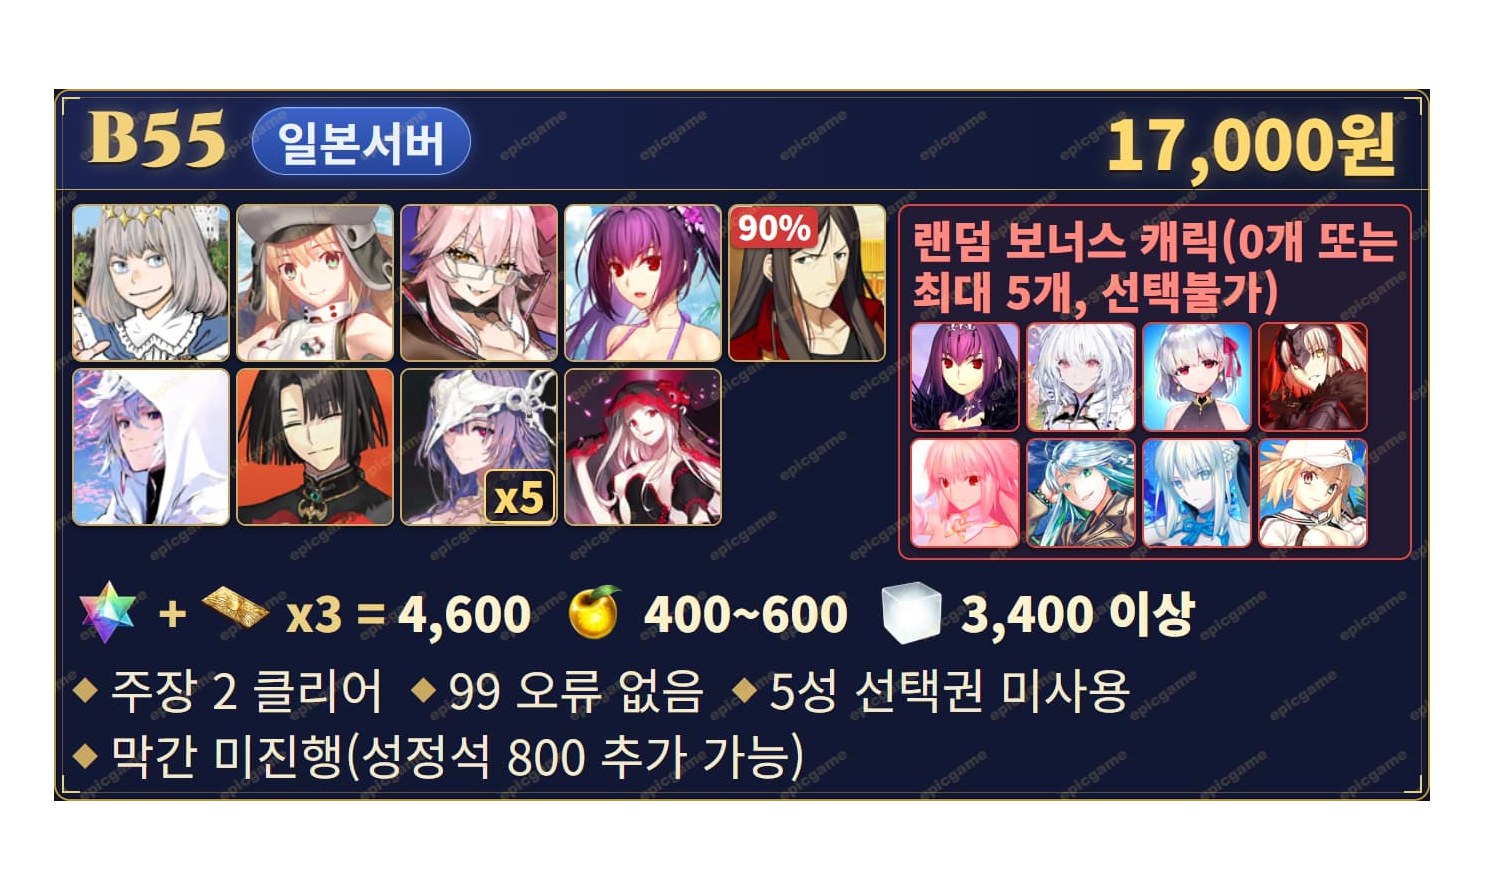 B55 일본서버 17,000원
90%
랜덤 보너스 캐릭(0개 또는
최대 5개, 선택불가)
x5
+ x3 = 4,600 400~600 3,400 이상
◆ 주장 2 클리어 ◆ 99 오류 없음 ◆ 5성 선택권 미사용
◆ 막간 미진행(성정석 800 추가 가능)
epicgame